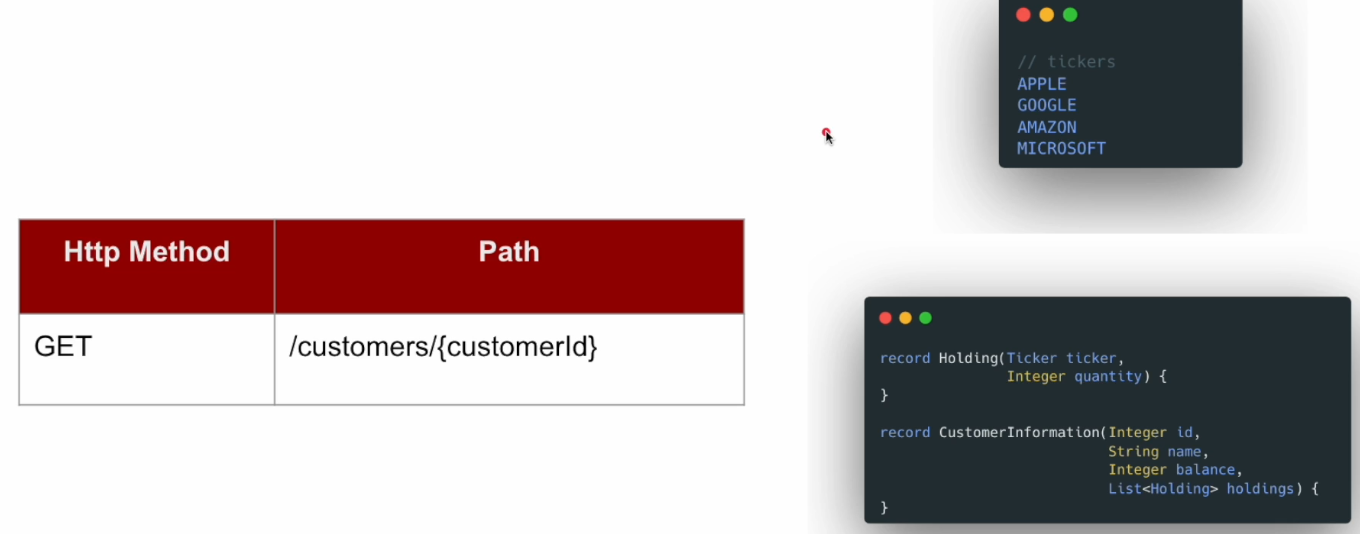 // tickers
APPLE
GOOGLE
AMAZON
MICROSOFT
Http Method Path
GET /customers/{customerId}
record Holding(Ticker ticker,
Integer quantity) {
}
record CustomerInformation(Integer id,
String name,
Integer balance,
List<Holding> holdings) {
}